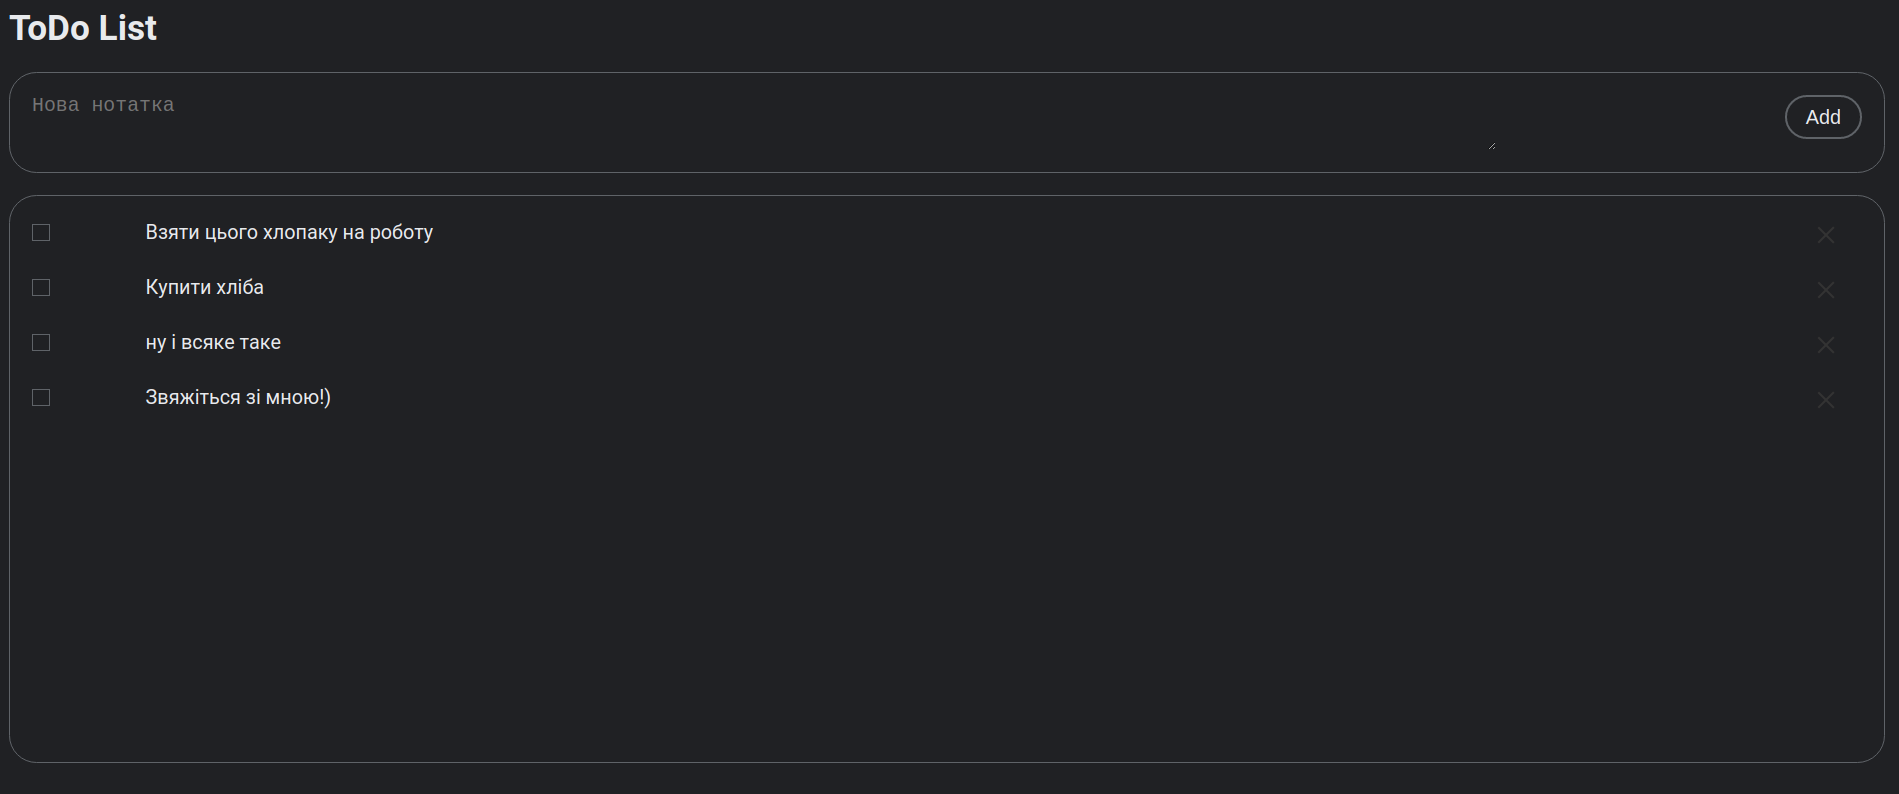 ToDo List
Нова нотатка
Add
Взяти цього хлопаку на роботу
Купити хліба
ну і всяке таке
Звяжіться зі мною!)